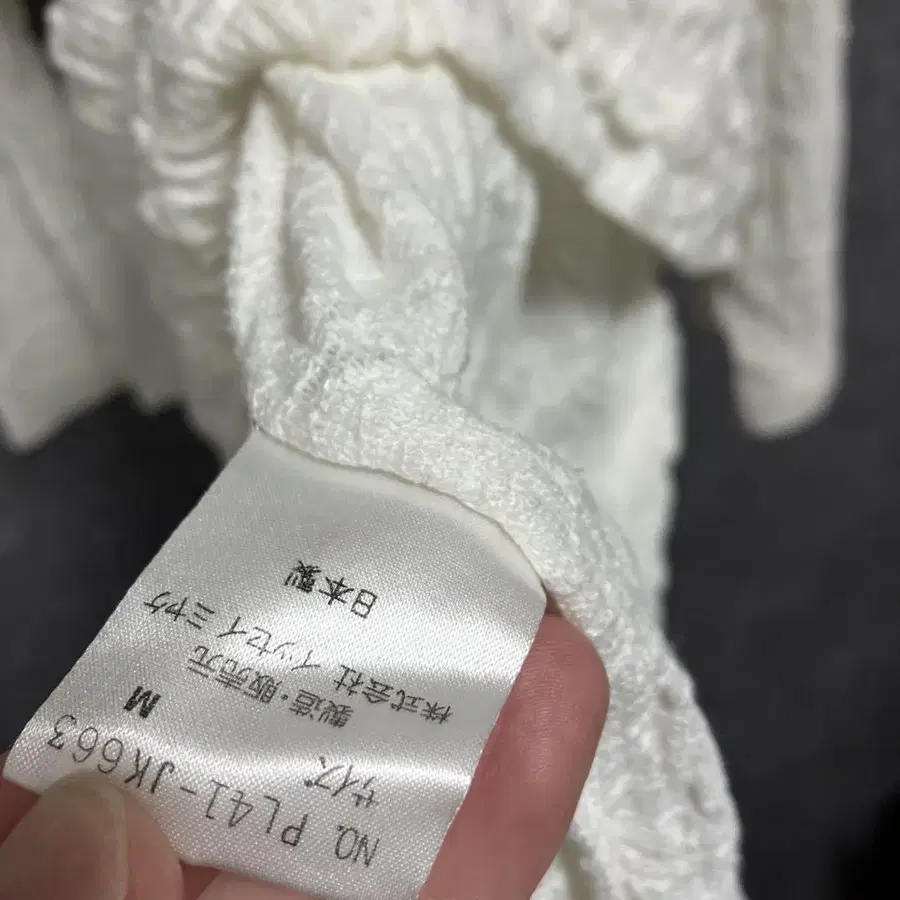 NO. PL41-JK663
サイズ M
製造・販売元
株式会社 イッセイ ミヤケ
日本製